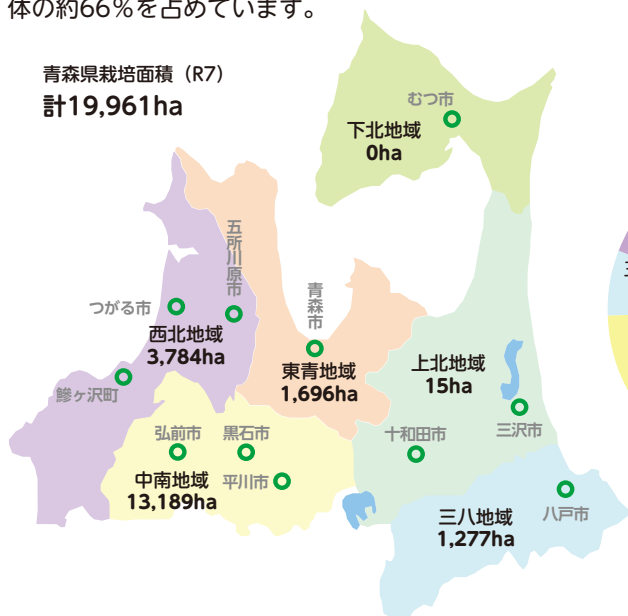 体の約66%を占めています。
青森県栽培面積（R7）
計19,961ha
むつ市
下北地域
0ha
五所川原市
つがる市
西北地域
3,784ha
青森市
東青地域
1,696ha
上北地域
15ha
鰺ヶ沢町
弘前市
黒石市
十和田市
三沢市
中南地域
13,189ha
平川市
三八地域
1,277ha
八戸市